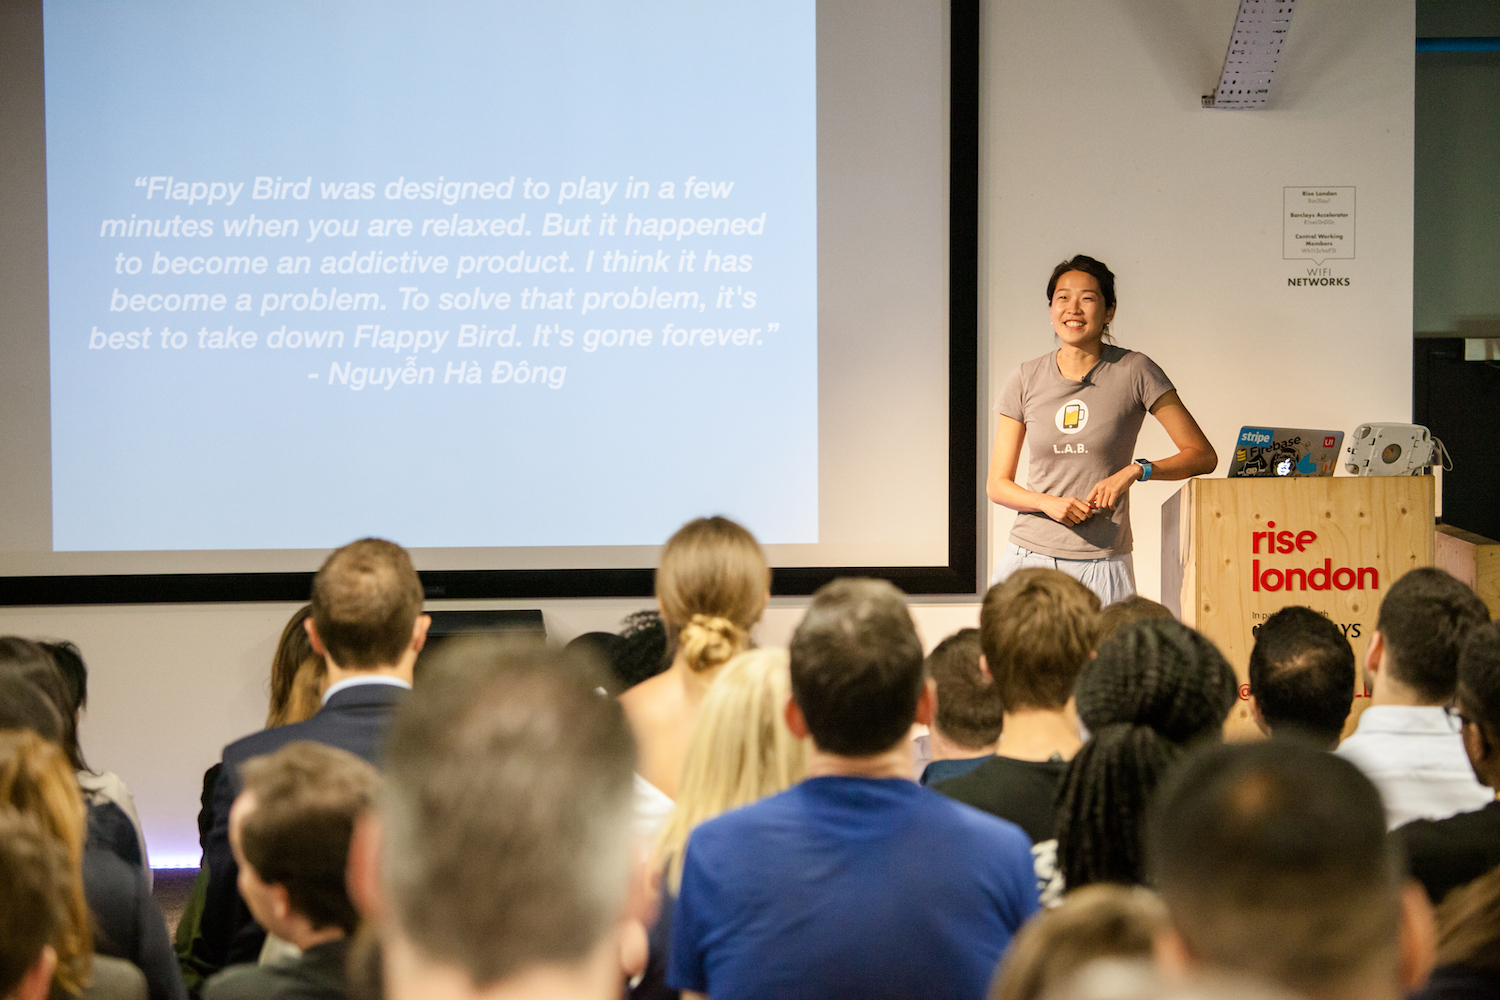 “Flappy Bird was designed to play in a few
minutes when you are relaxed. But it happened
to become an addictive product. I think it has
become a problem. To solve that problem, it's
best to take down Flappy Bird. It's gone forever.”
- Nguyễn Hà Đông
Rise London
Barclays Accelerator
Central Working
Members
WIFI
NETWORKS
L.A.B.
stripe
Firebase
UI
rise
london
In